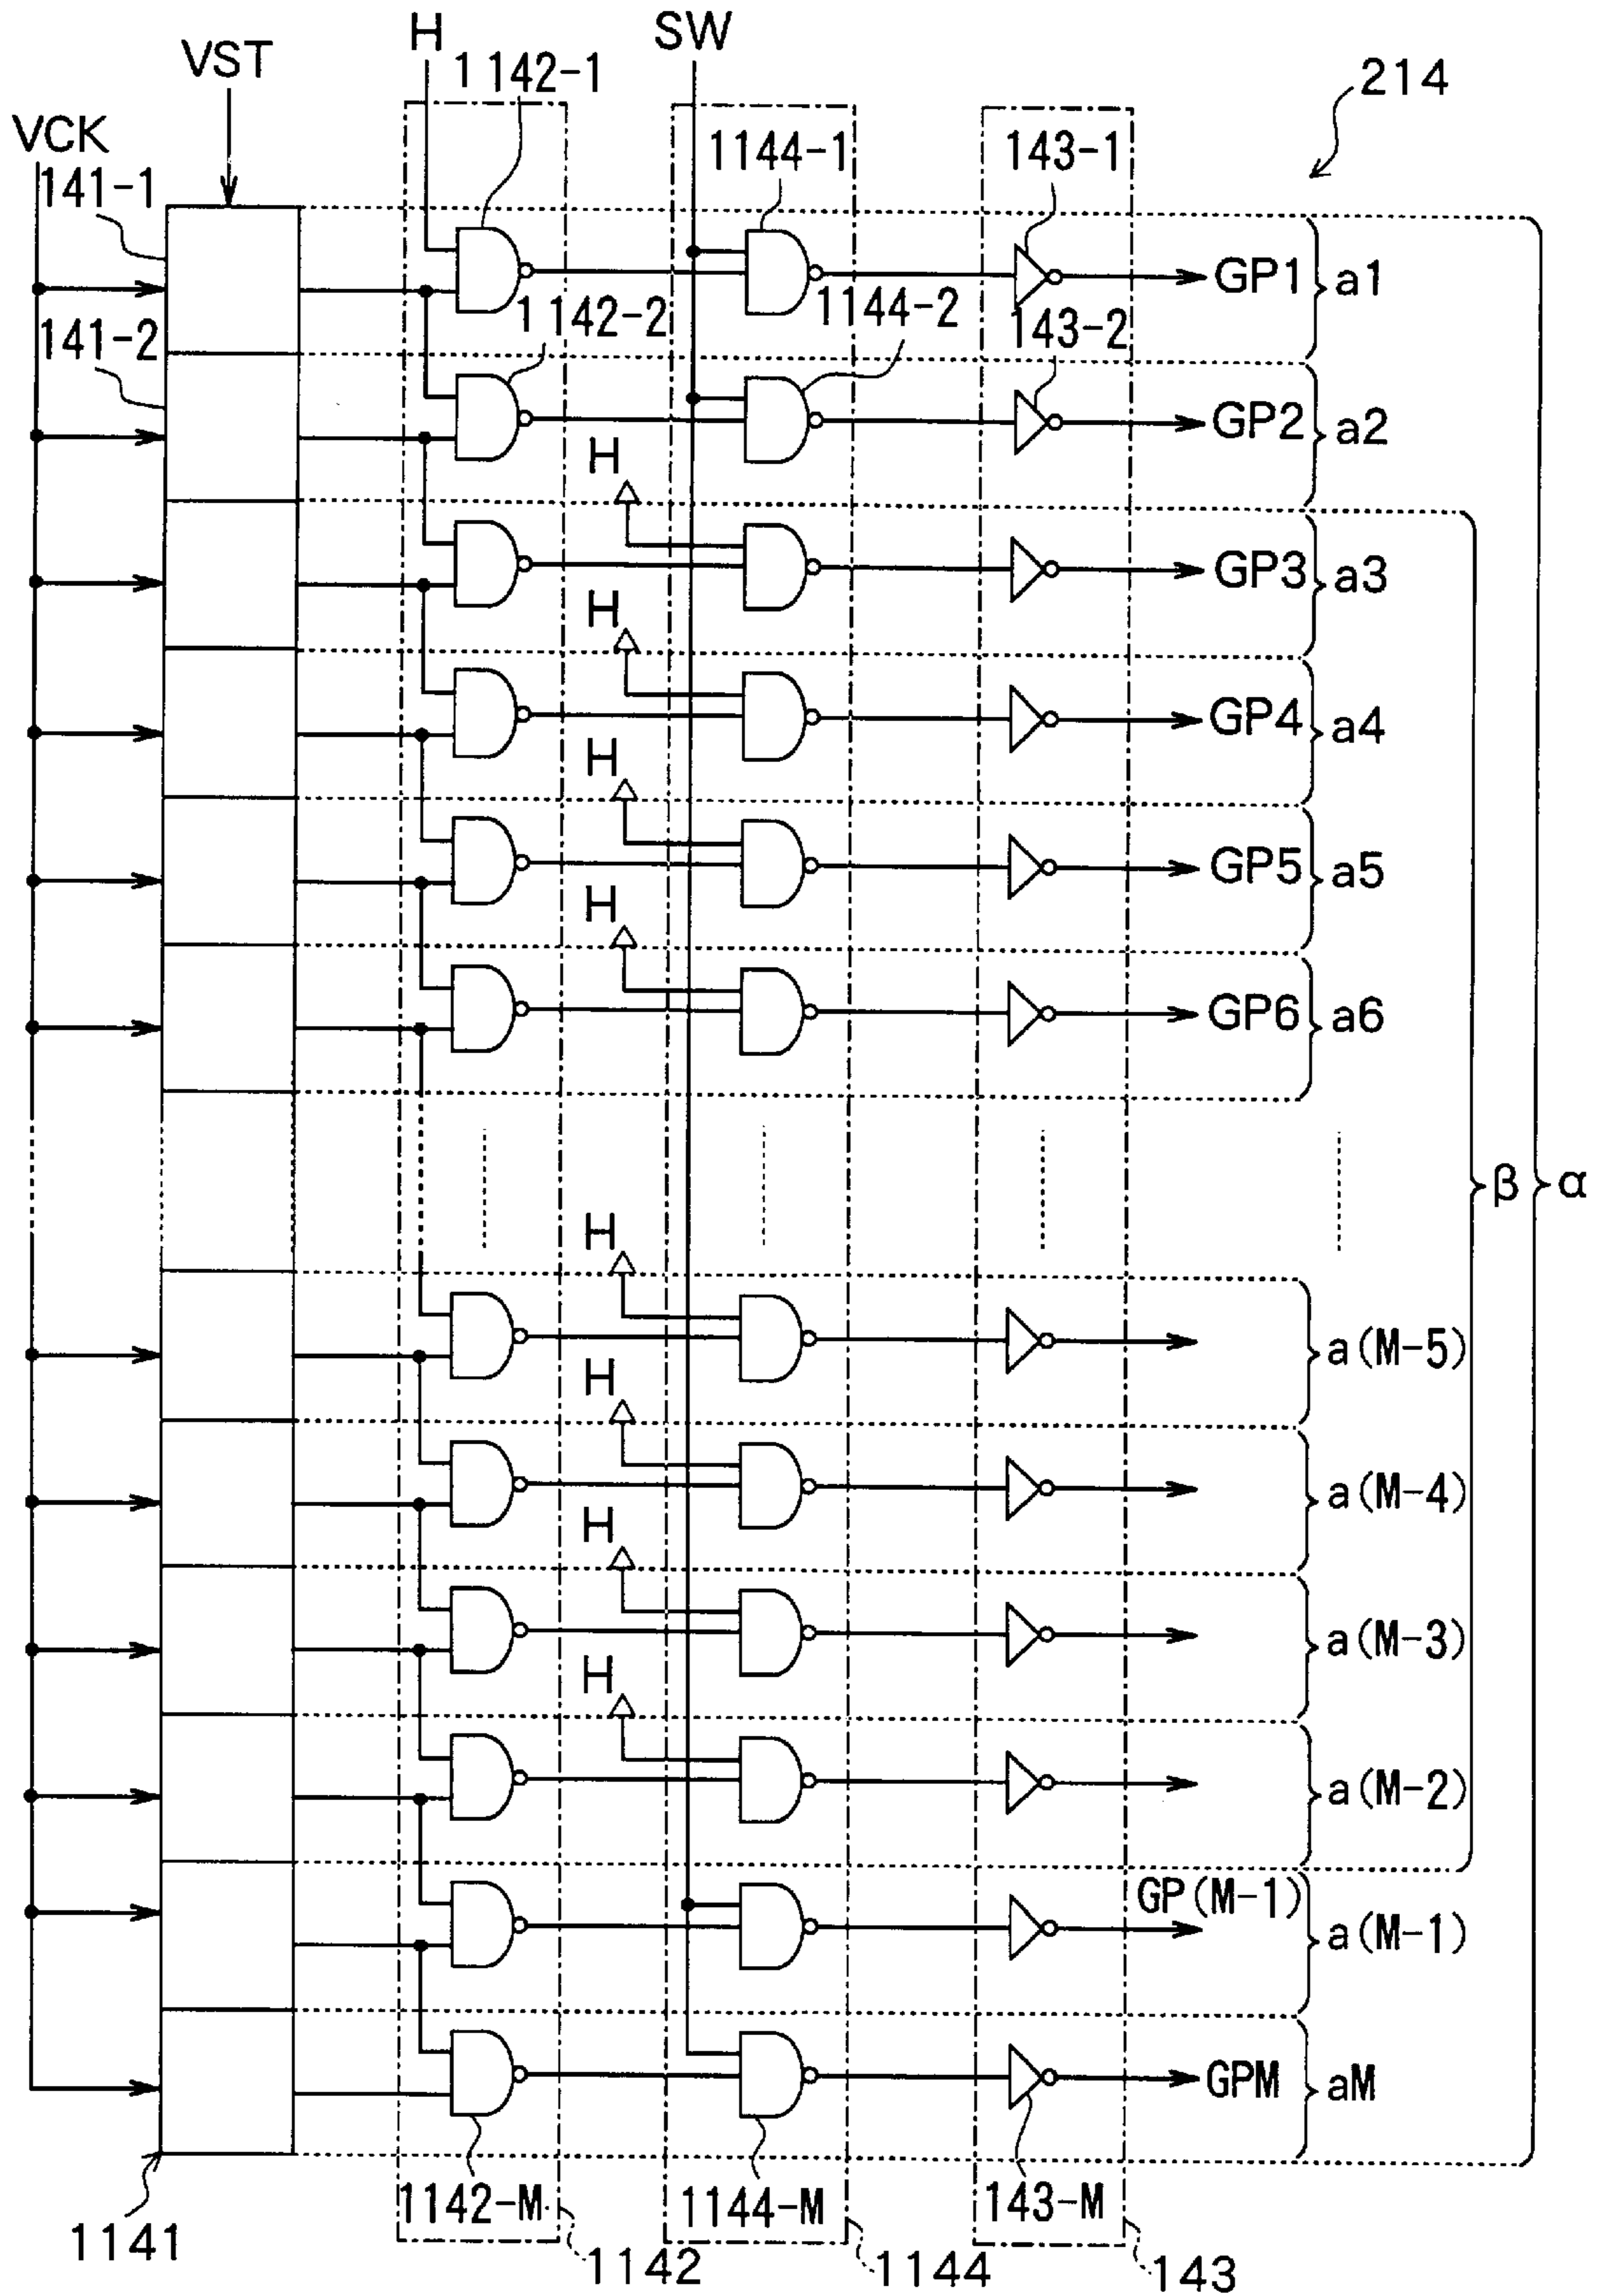 H
SW
VST
1142-1
214
VCK
1144-1
143-1
141-1
GP1
a1
1142-2
1144-2
143-2
141-2
GP2
a2
H
GP3
a3
H
GP4
a4
H
GP5
a5
H
GP6
a6
β
α
H
a(M-5)
H
a(M-4)
H
a(M-3)
H
a(M-2)
GP(M-1)
a(M-1)
GPM
aM
1142-M
1144-M
143-M
1141
1142
1144
143